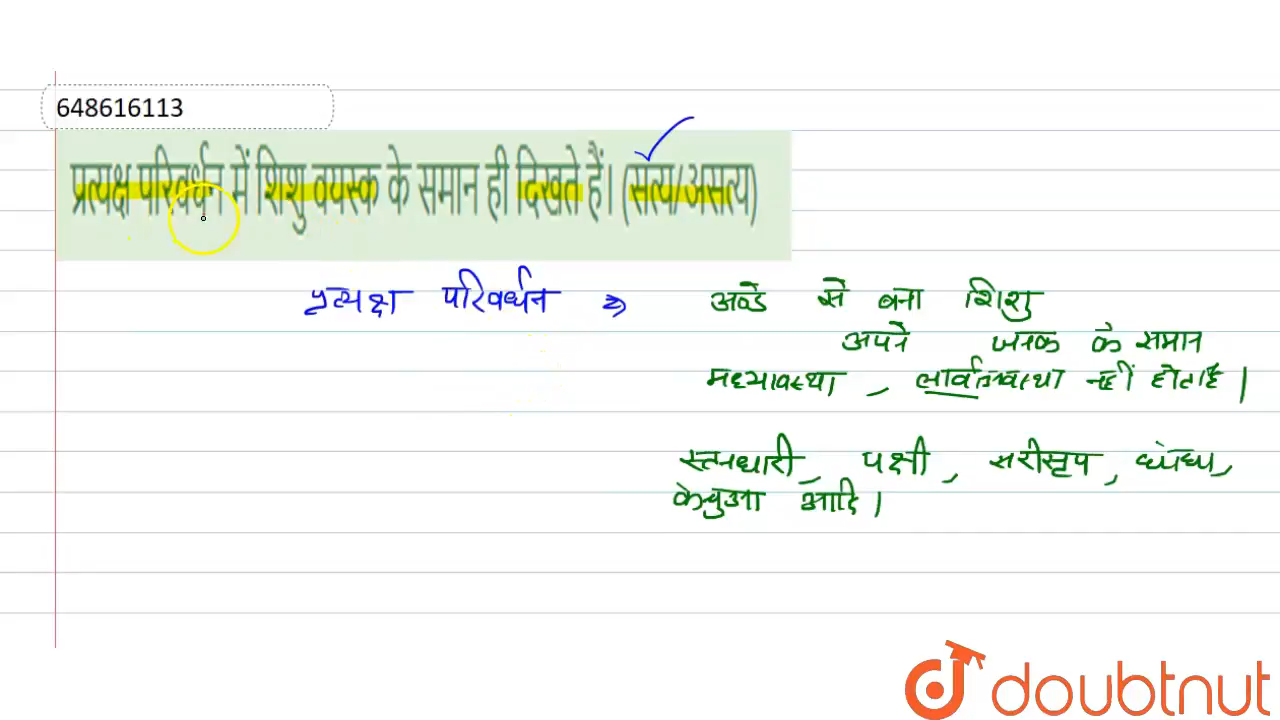 648616113
प्रत्यक्ष परिवर्धन में शिशु वयस्क के समान ही दिखते हैं। (सत्य/असत्य)
प्रत्यक्ष परिवर्धन ⇒ अण्डे से बना शिशु
अपने जनक के समान
मध्यावस्था, लार्वावस्था नहीं होता है।
स्तनधारी, पक्षी, सरीसृप, घोंघा,
केंचुआ आदि।
doubtnut